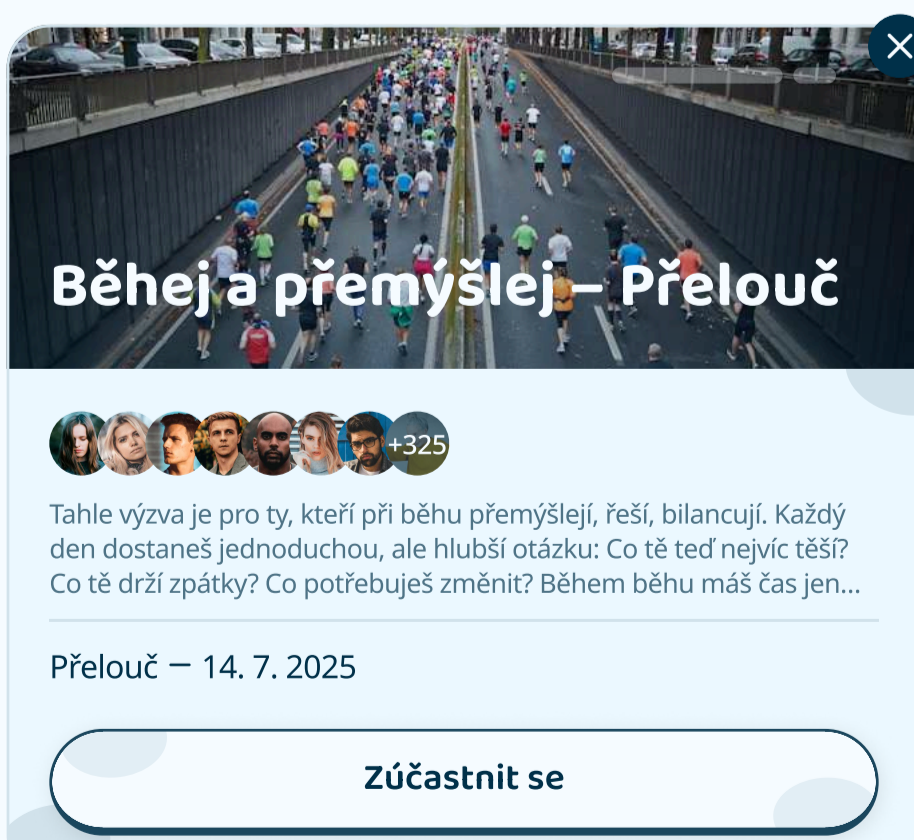 Běhej a přemýšlej – Přelouč
+325
Tahle výzva je pro ty, kteří při běhu přemýšlejí, řeší, bilancují. Každý
den dostaneš jednoduchou, ale hlubší otázku: Co tě teď nejvíc těší?
Co tě drží zpátky? Co potřebuješ změnit? Během běhu máš čas jen...
Přelouč – 14. 7. 2025
Zúčastnit se